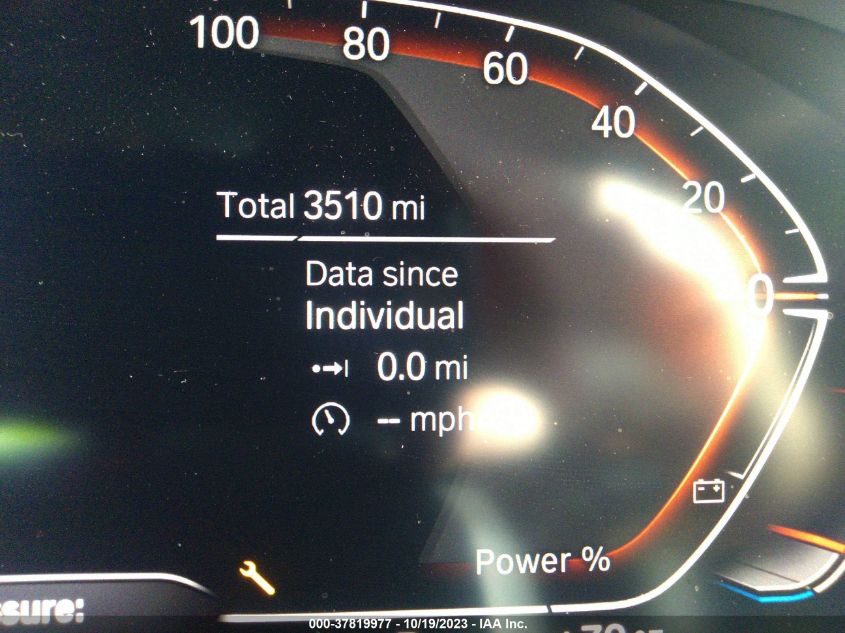 100
80
60
40
20
0
Total 3510 mi
Data since
Individual
0.0 mi
-- mph
Power %
ssure:
000-37819977 - 10/19/2023 - IAA Inc.